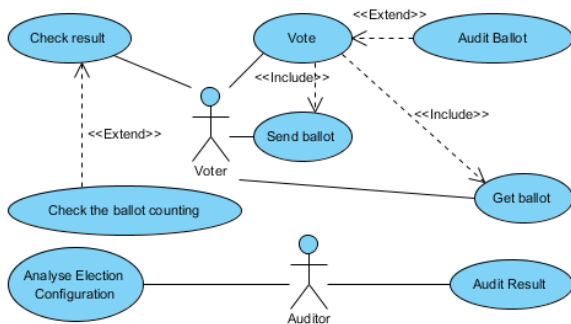 Check result
Vote
<<Extend>>
Audit Ballot
<<Include>>
<<Extend>>
<<Include>>
Send ballot
Voter
Check the ballot counting
Get ballot
Analyse Election
Configuration
Audit Result
Auditor